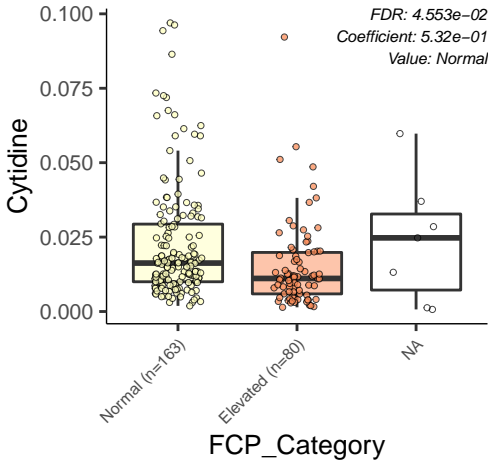 FDR: 4.553e−02
Coefficient: 5.32e−01
Value: Normal
0.100
0.075
0.050
0.025
0.000
Cytidine
Normal (n=163)
Elevated (n=80)
NA
FCP_Category